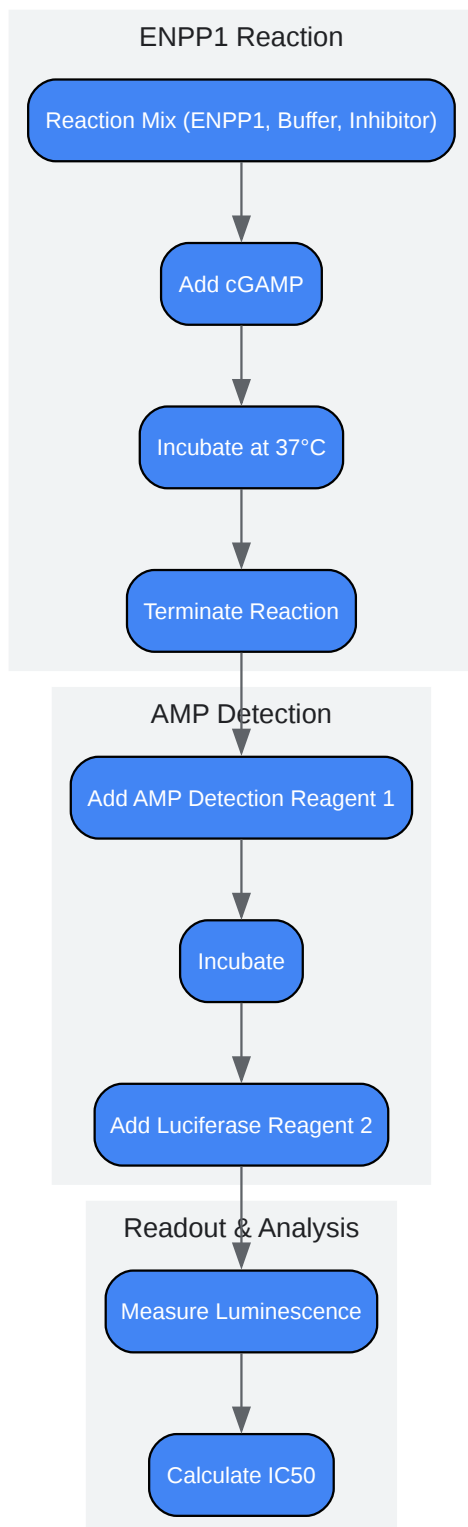 ENPP1 Reaction
Reaction Mix (ENPP1, Buffer, Inhibitor)
Add cGAMP
Incubate at 37°C
Terminate Reaction
AMP Detection
Add AMP Detection Reagent 1
Incubate
Add Luciferase Reagent 2
Readout & Analysis
Measure Luminescence
Calculate IC50